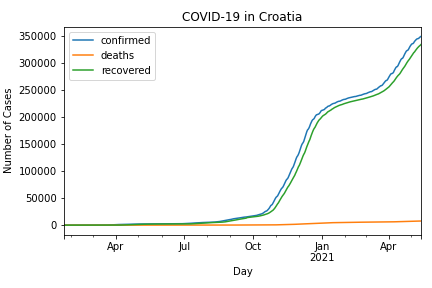 COVID-19 in Croatia
confirmed
deaths
recovered
Number of Cases
350000
300000
250000
200000
150000
100000
50000
0
Apr
Jul
Oct
Jan
2021
Apr
Day